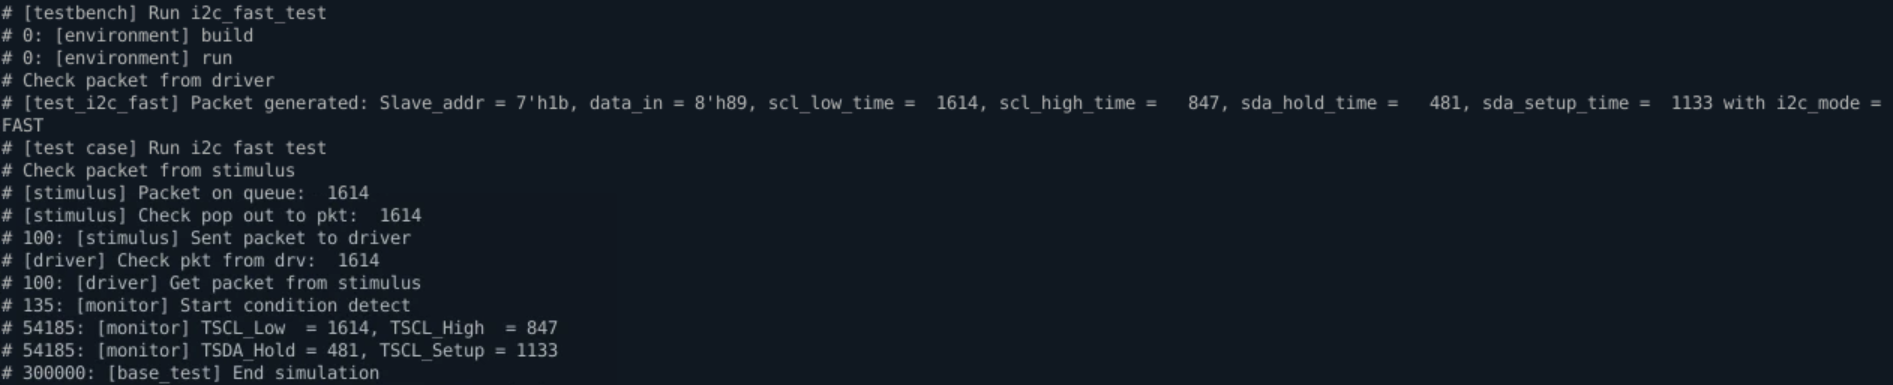 # [testbench] Run i2c_fast_test
# 0: [environment] build
# 0: [environment] run
# Check packet from driver
# [test_i2c_fast] Packet generated: Slave_addr = 7'h1b, data_in = 8'h89, scl_low_time =  1614, scl_high_time =   847, sda_hold_time =   481, sda_setup_time =  1133 with i2c_mode =
FAST
# [test case] Run i2c fast test
# Check packet from stimulus
# [stimulus] Packet on queue:  1614
# [stimulus] Check pop out to pkt:  1614
# 100: [stimulus] Sent packet to driver
# [driver] Check pkt from drv:  1614
# 100: [driver] Get packet from stimulus
# 135: [monitor] Start condition detect
# 54185: [monitor] TSCL_Low  = 1614, TSCL_High  = 847
# 54185: [monitor] TSDA_Hold = 481, TSCL_Setup = 1133
# 300000: [base_test] End simulation